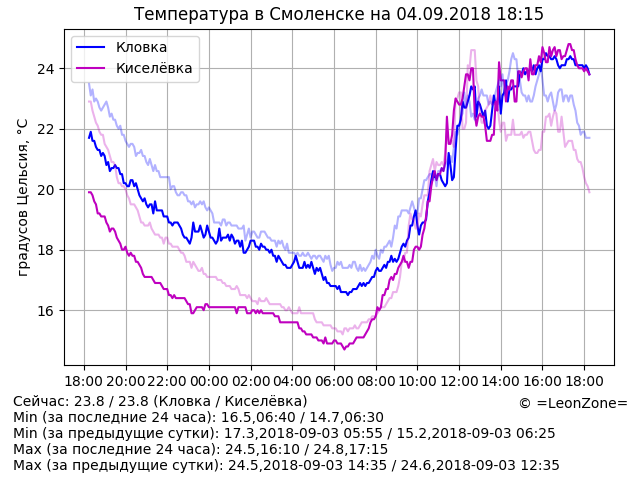 Температура в Смоленске на 04.09.2018 18:15
Кловка
Киселёвка
градусов Цельсия, °C
24
22
20
18
16
18:00 20:00 22:00 00:00 02:00 04:00 06:00 08:00 10:00 12:00 14:00 16:00 18:00
Сейчас: 23.8 / 23.8 (Кловка / Киселёвка)
© =LeonZone=
Min (за последние 24 часа): 16.5,06:40 / 14.7,06:30
Min (за предыдущие сутки): 17.3,2018-09-03 05:55 / 15.2,2018-09-03 06:25
Max (за последние 24 часа): 24.5,16:10 / 24.8,17:15
Max (за предыдущие сутки): 24.5,2018-09-03 14:35 / 24.6,2018-09-03 12:35